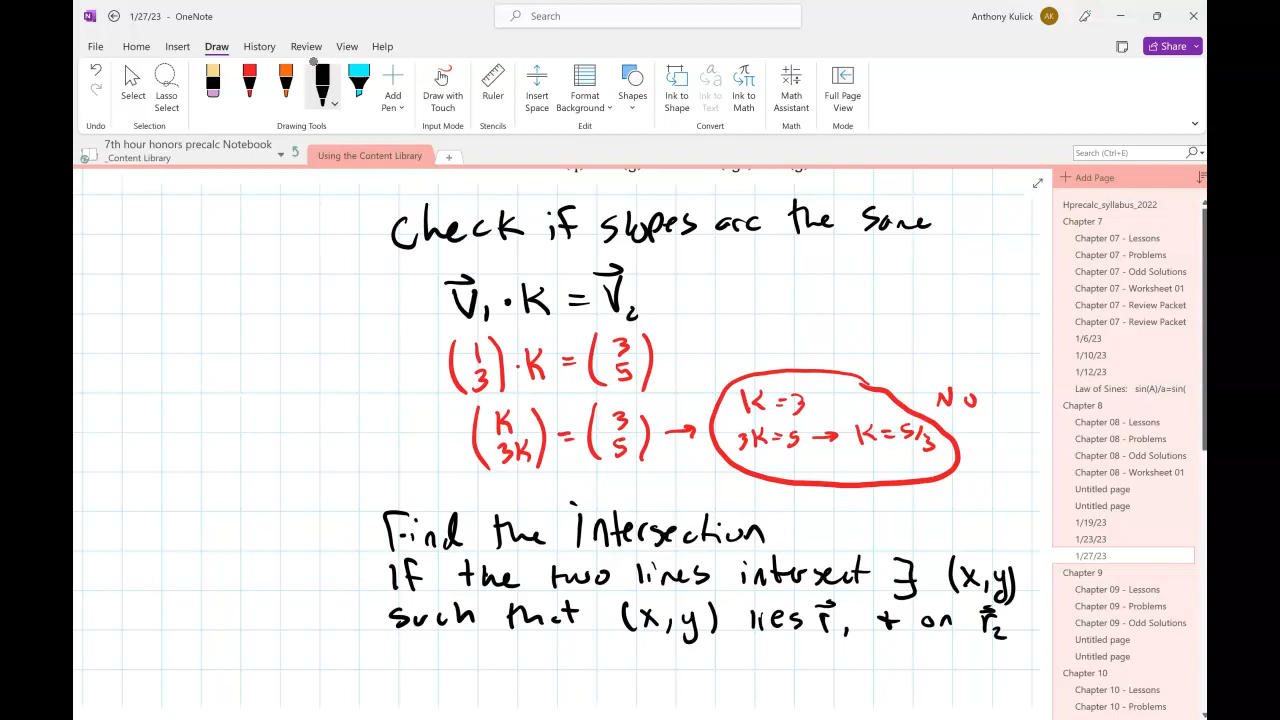 1/27/23 • OneNote
Search
Anthony Kulick
AK
File Home Insert Draw History Review View Help
Share
Undo
Select
Lasso Select
Add Pen
Draw with Touch
Ruler
Insert Space
Format Background
Shapes
Ink to Shape
Ink to Text
Ink to Math
Math Assistant
Full Page View
Selection
Drawing Tools
Input Mode
Stencils
Edit
Convert
Math
Mode
7th hour honors precalc Notebook
_Content Library
Using the Content Library
Search (Ctrl+E)
Add Page
Check if slopes are the same
V⃗₁ · K = V⃗₂
(1 3) · K = (3 5)
(K 3K) = (3 5) →
K = 3
3K = 5 → K = 5/3
NO
Find the intersection
If the two lines intersect ∃ (x,y)
such that (x,y) lies r⃗₁ + on r⃗₂
Hprecalc_syllabus_2022
Chapter 7
Chapter 07 - Lessons
Chapter 07 - Problems
Chapter 07 - Odd Solutions
Chapter 07 - Worksheet 01
Chapter 07 - Review Packet
Chapter 07 - Review Packet
1/6/23
1/10/23
1/12/23
Law of Sines: sin(A)/a=sin(
Chapter 8
Chapter 08 - Lessons
Chapter 08 - Problems
Chapter 08 - Odd Solutions
Chapter 08 - Worksheet 01
Untitled page
Untitled page
1/19/23
1/23/23
1/27/23
Chapter 9
Chapter 09 - Lessons
Chapter 09 - Problems
Chapter 09 - Odd Solutions
Untitled page
Untitled page
Chapter 10
Chapter 10 - Lessons
Chapter 10 - Problems